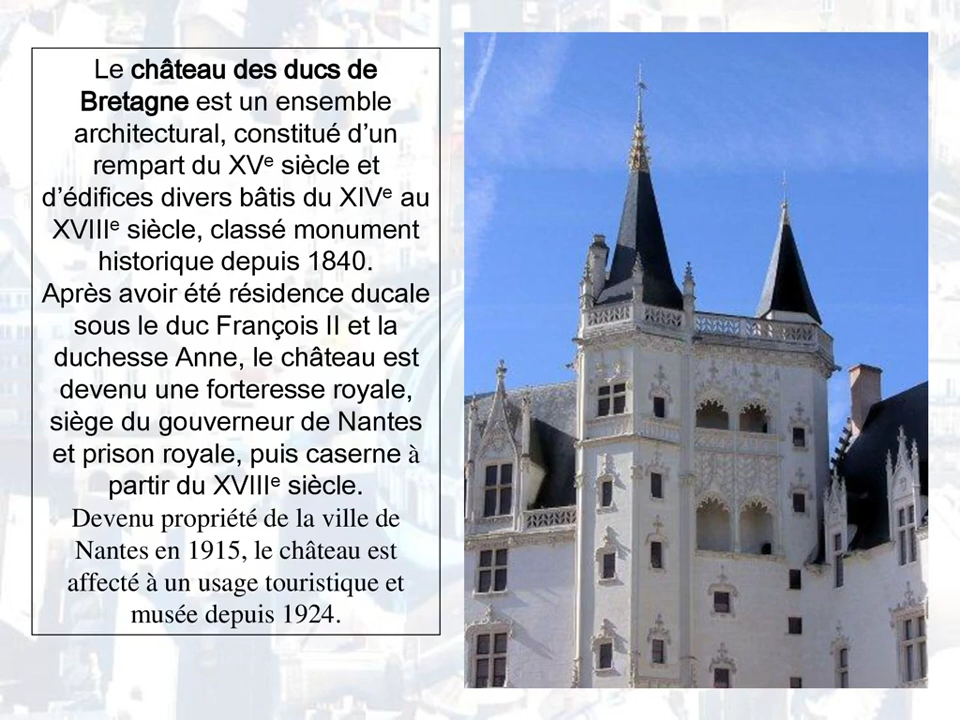 Le château des ducs de
Bretagne est un ensemble
architectural, constitué d’un
rempart du XVᵉ siècle et
d’édifices divers bâtis du XIVᵉ au
XVIIIᵉ siècle, classé monument
historique depuis 1840.
Après avoir été résidence ducale
sous le duc François II et la
duchesse Anne, le château est
devenu une forteresse royale,
siège du gouverneur de Nantes
et prison royale, puis caserne à
partir du XVIIIᵉ siècle.
Devenu propriété de la ville de
Nantes en 1915, le château est
affecté à un usage touristique et
musée depuis 1924.